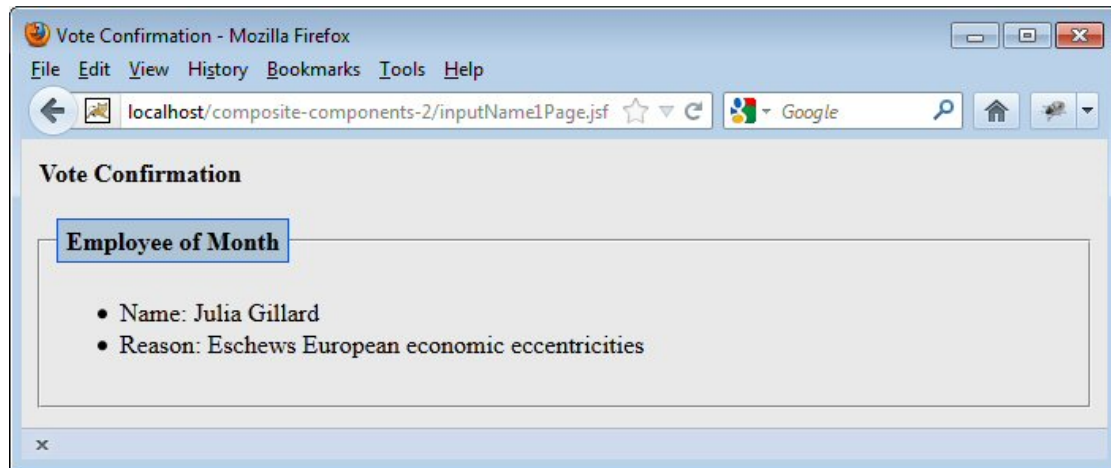 Vote Confirmation - Mozilla Firefox
File Edit View History Bookmarks Tools Help
localhost/composite-components-2/inputName1Page.jsf Google
Vote Confirmation
Employee of Month
• Name: Julia Gillard
• Reason: Eschews European economic eccentricities
x